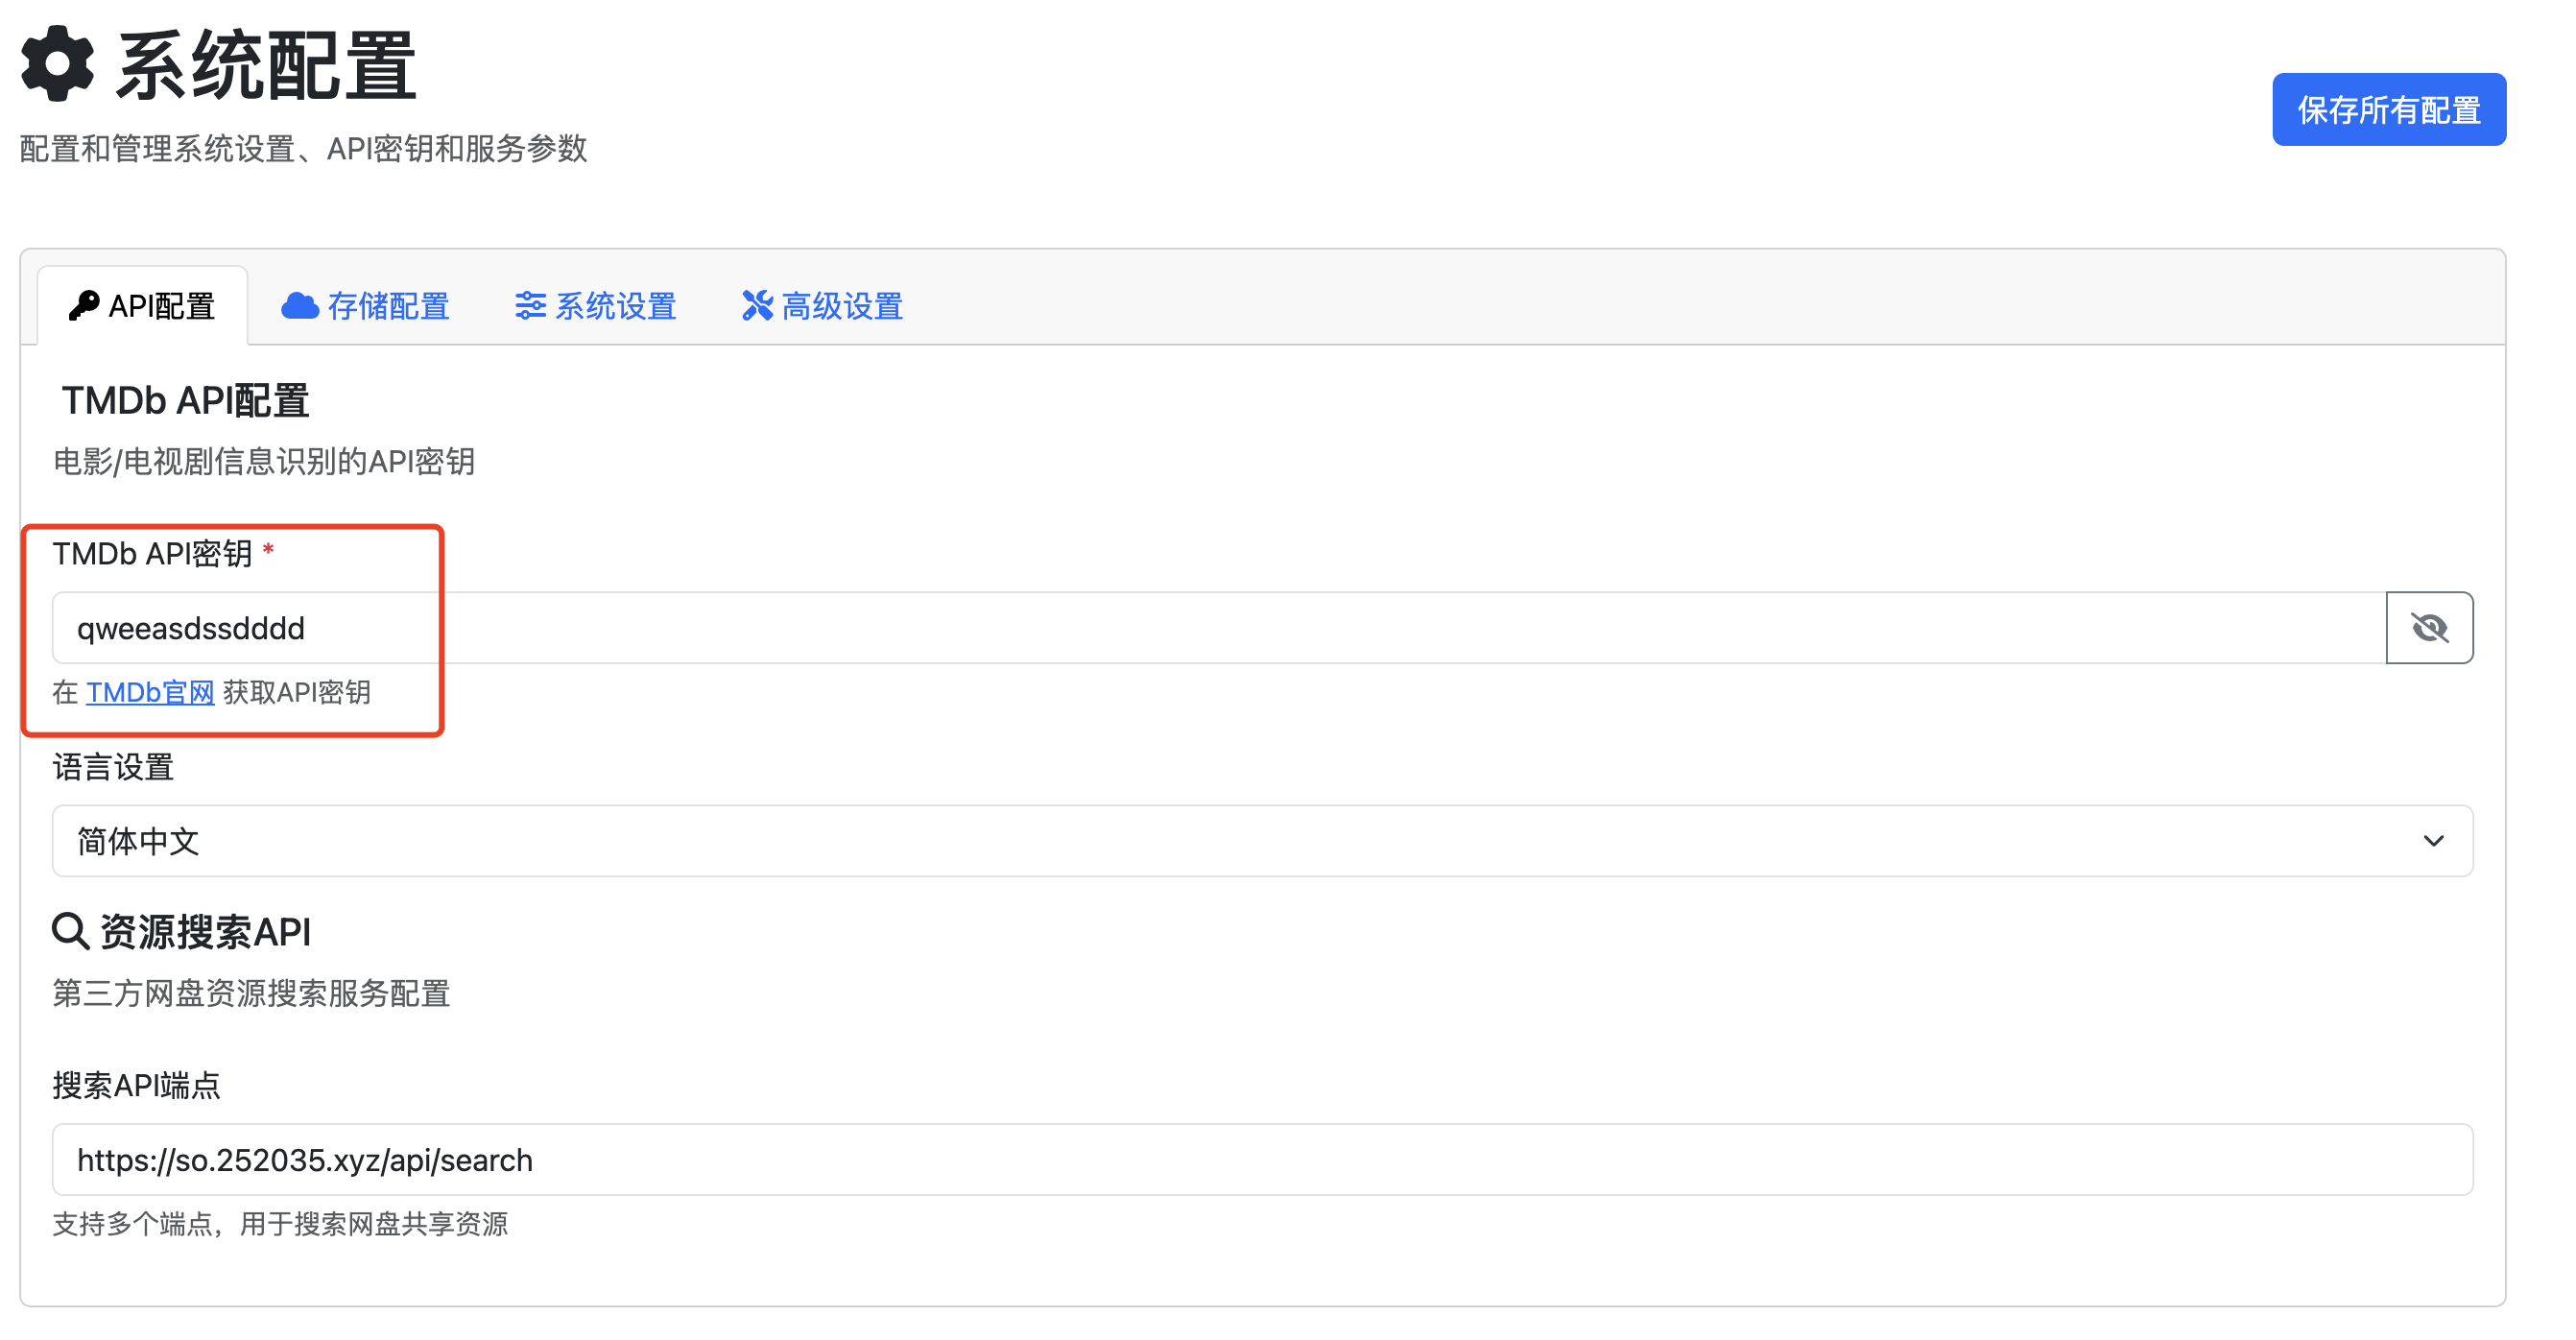 系统配置
配置和管理系统设置、API密钥和服务参数
保存所有配置
API配置
存储配置
系统设置
高级设置
TMDb API配置
电影/电视剧信息识别的API密钥
TMDb API密钥 *
qweeasdssdddd
在 TMDb官网 获取API密钥
语言设置
简体中文
资源搜索API
第三方网盘资源搜索服务配置
搜索API端点
https://so.252035.xyz/api/search
支持多个端点，用于搜索网盘共享资源